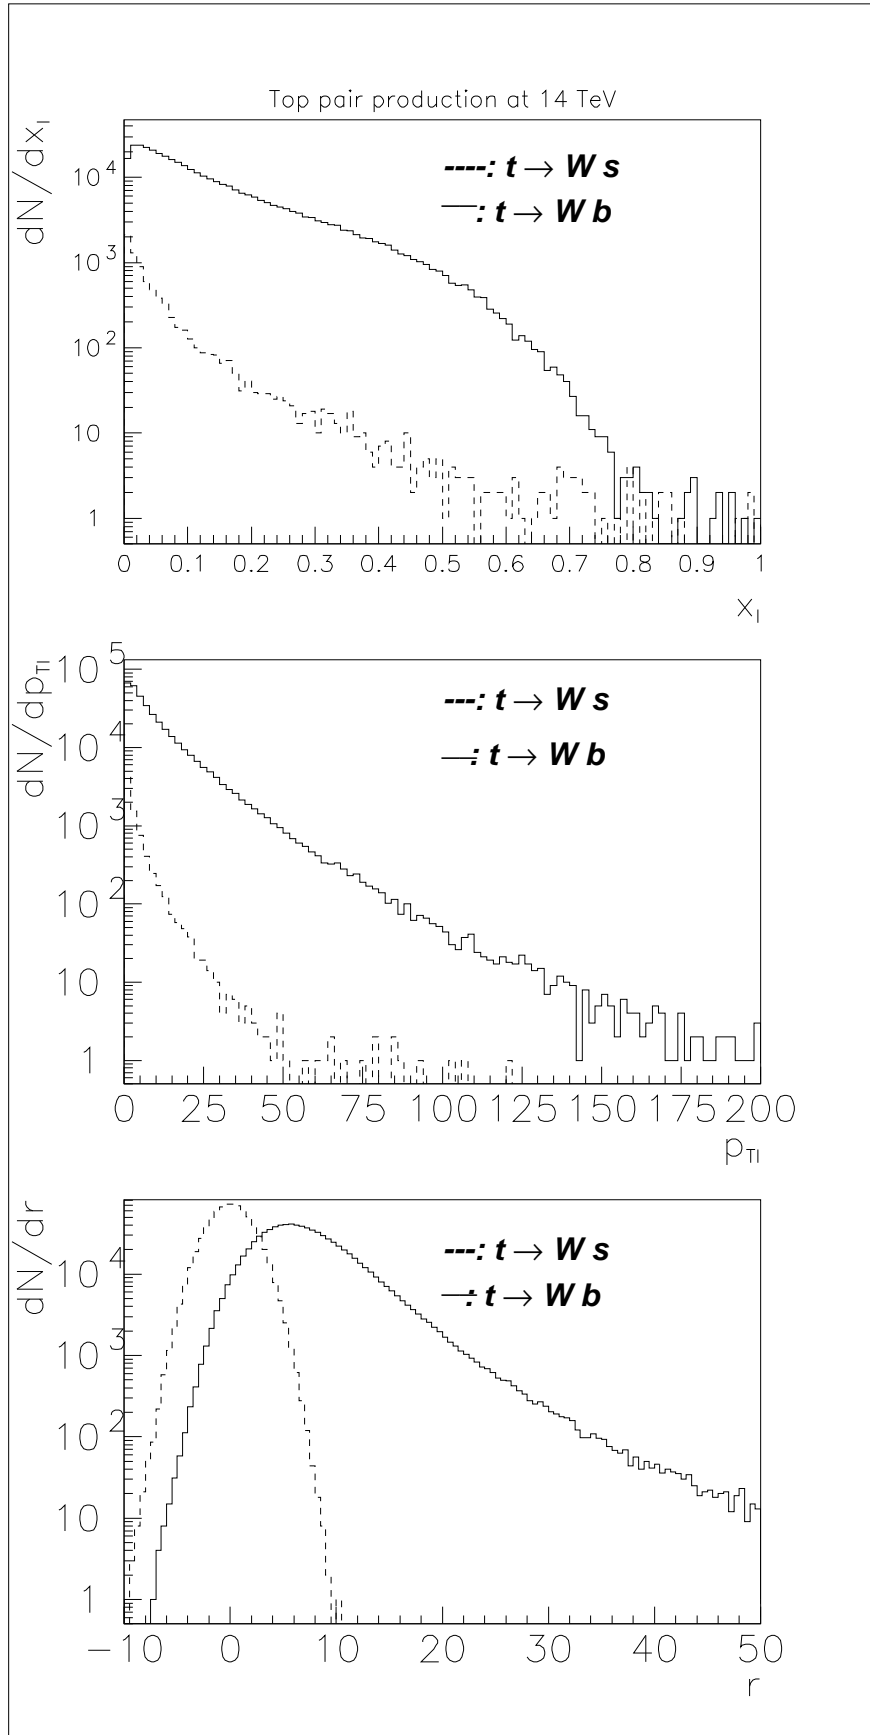 Top pair production at 14 TeV
dN/dx_l
10^4
10^3
10^2
10
1
----: t → W s
—: t → W b
0 0.1 0.2 0.3 0.4 0.5 0.6 0.7 0.8 0.9 1
x_l
dN/dp_Tl
10^5
10^4
10^3
10^2
10
1
---: t → W s
—: t → W b
0 25 50 75 100 125 150 175 200
p_Tl
dN/dr
10^4
10^3
10^2
10
1
---: t → W s
—: t → W b
−10 0 10 20 30 40 50
r